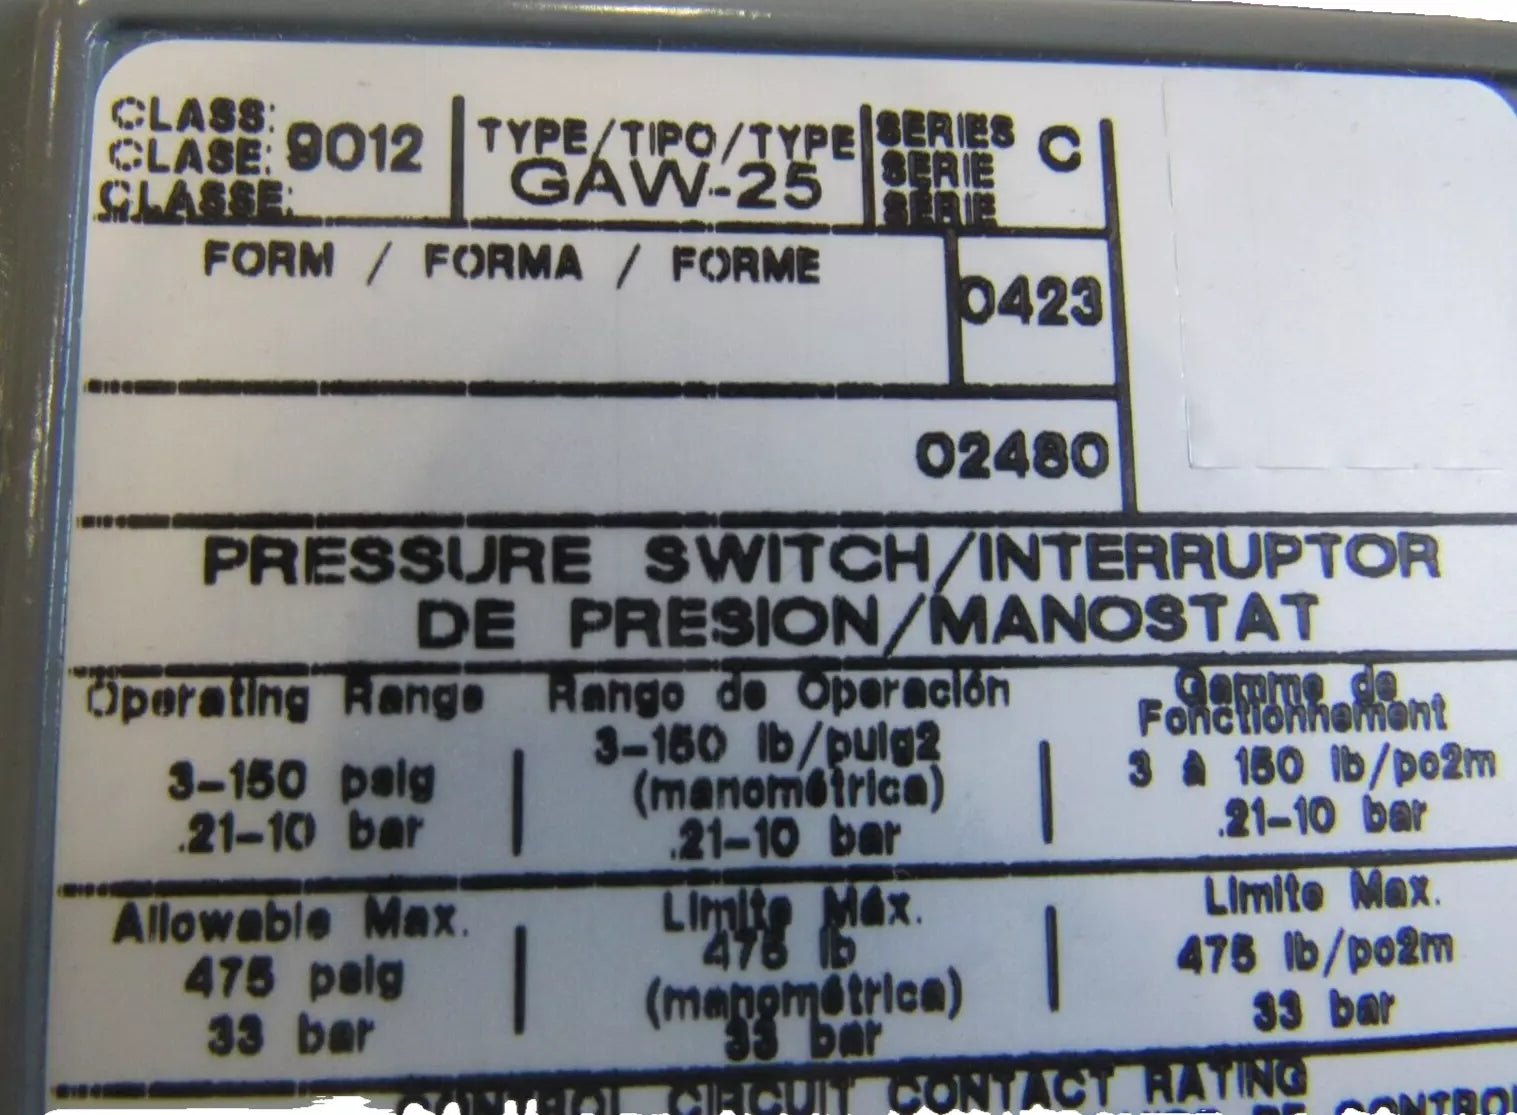 CLASS:
CLASE: 9012
CLASSE:
TYPE/TIPO/TYPE
GAW-25
SERIES
SERIE C
SÉRIE
FORM / FORMA / FORME
0423
02480
PRESSURE SWITCH/INTERRUPTOR
DE PRESION/MANOSTAT
Operating Range
3-150 psig
.21-10 bar
Rango de Operación
3-150 lb/pulg2
(manométrica)
.21-10 bar
Gamme de
Fonctionnement
3 à 150 lb/po2m
.21-10 bar
Allowable Max.
475 psig
33 bar
Limite Máx.
475 lb
(manométrica)
33 bar
Limite Max.
475 lb/po2m
33 bar
CONTROL CIRCUIT CONTACT RATING
DE CONTROL